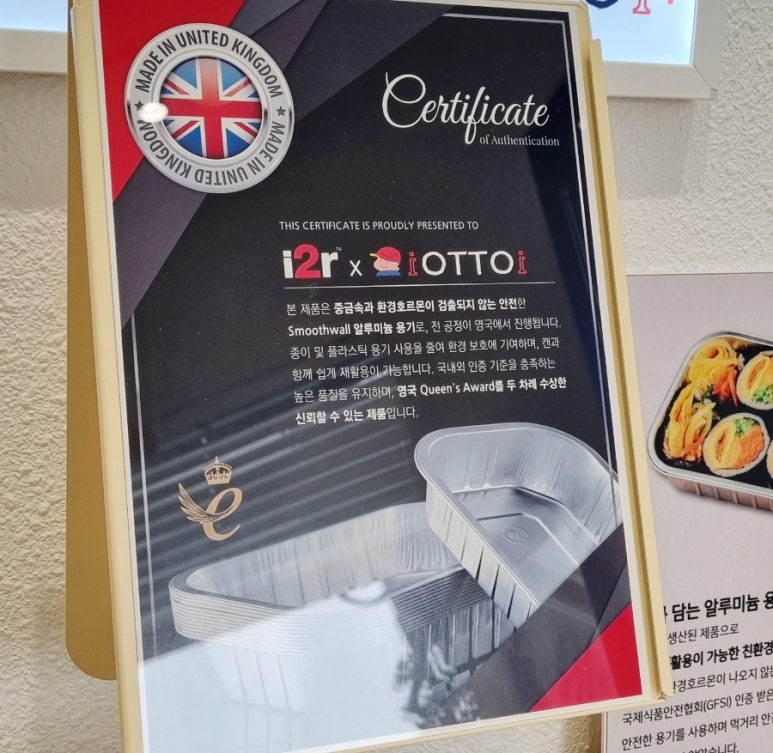 MADE IN UNITED KINGDOM
MADE IN UNITED KINGDOM
Certificate
of Authentication
THIS CERTIFICATE IS PROUDLY PRESENTED TO
i2r™ x iOTTOi
본 제품은 중금속과 환경호르몬이 검출되지 않는 안전한
Smoothwall 알루미늄 용기로, 전 공정이 영국에서 진행됩니다.
종이 및 플라스틱 용기 사용을 줄여 환경 보호에 기여하며, 캔과
함께 쉽게 재활용이 가능합니다. 국내외 인증 기준을 충족하는
높은 품질을 유지하며, 영국 Queen's Award를 두 차례 수상한
신뢰할 수 있는 제품입니다.
e
담는 알루미늄 용
생산된 제품으로
활용이 가능한 친환경
환경호르몬이 나오지 않는
국제식품안전협회(GFSI) 인증 받은
안전한 용기를 사용하며 먹거리 안전